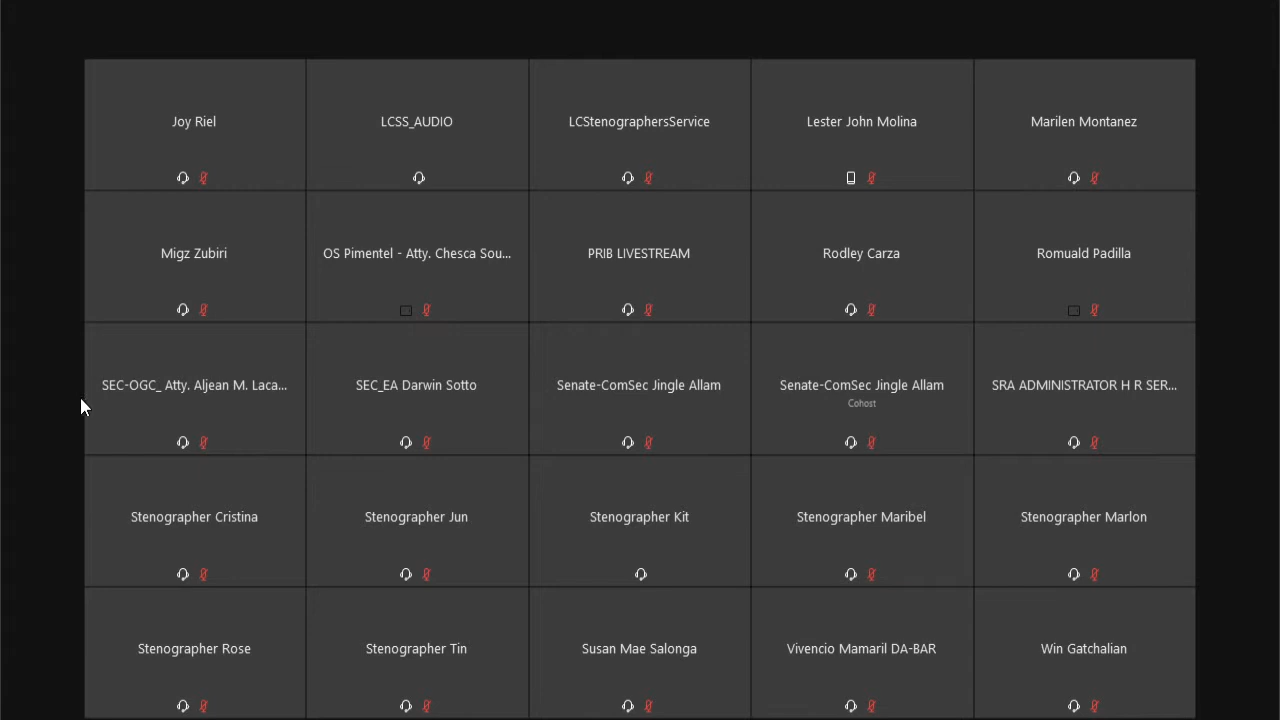 Joy Riel
LCSS_AUDIO
LCStenographersService
Lester John Molina
Marilen Montanez
Migz Zubiri
OS Pimentel - Atty. Chesca Sou...
PRIB LIVESTREAM
Rodley Carza
Romuald Padilla
SEC-OGC_ Atty. Aljean M. Laca...
SEC_EA Darwin Sotto
Senate-ComSec Jingle Allam
Senate-ComSec Jingle Allam
Cohost
SRA ADMINISTRATOR H R SER...
Stenographer Cristina
Stenographer Jun
Stenographer Kit
Stenographer Maribel
Stenographer Marlon
Stenographer Rose
Stenographer Tin
Susan Mae Salonga
Vivencio Mamaril DA-BAR
Win Gatchalian